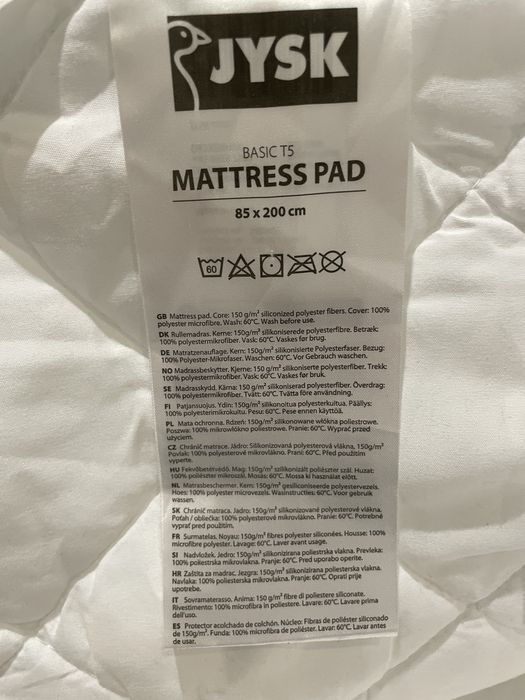 JYSK
BASIC T5
MATTRESS PAD
85 x 200 cm
60
GB Mattress pad. Core: 150 g/m² siliconized polyester fibers. Cover: 100%
polyester microfibre. Wash: 60°C. Wash before use.
DK Rullemadras. Kerne: 150g/m² silikoniserede polyesterfibre. Betræk:
100% polyestermikrofiber. Vask: 60°C. Vaskes før brug.
DE Matratzenauflage. Kern: 150g/m² silikonisierte Polyesterfaser. Bezug:
100% Polyester-Mikrofaser. Waschen: 60°C. Vor Gebrauch waschen.
NO Madrassbeskytter. Kjerne: 150 g/m² silikoniserte polyesterfibre. Trekk:
100% polyestermikrofiber. Vask: 60°C. Vaskes før bruk.
SE Madrasskydd. Kärna: 150 g/m² silikoniserad polyesterfiber. Överdrag:
100% polyestermikrofiber. Tvätt: 60°C. Tvätta före användning.
FI Patjansuojus. Ydin: 150g/m² silikonoitua polyesterkuitua. Päällys:
100% polyesterimikrokuitu. Pesu: 60°C. Pese ennen käyttöä.
PL Mata ochronna. Rdzeń: 150g/m² silikonowane włókna poliestrowe.
Poszwa: 100% mikrowłókno poliestrowe. Pranie: 60°C. Wyprać przed
użyciem.
CZ Chránič matrace. Jádro: Silikonizovaná polyesterová vlákna, 150g/m²
Povlak: 100% polyesterové mikrovlákno. Praní: 60°C. Před použitím
vyperte.
HU Fekvőbetétvédő. Mag: 150g/m² szilikonizált poliészter szál. Huzat:
100% poliészter mikroszál. Mosás: 60°C. Mossa ki használat előtt.
NL Matrasbeschermer. Kern: 150g/m² gesiliconiseerde polyestervezels.
Hoes: 100% polyester microvezels. Wasinstructies: 60°C. Voor gebruik
wassen.
SK Chránič matraca. Jadro: 150g/m² silikonizované polyesterové vlákna.
Poťah / obliečka: 100% polyesterové mikrovlákno. Pranie: 60°C. Potrebné
vyprať pred použitím.
FR Surmatelas. Noyau: 150g/m² fibres polyester siliconées. Housse: 100%
microfibre polyester. Lavage: 60°C. Laver avant usage.
SI Nadvložek. Jedro: 150g/m² silikonizirana poliestrska vlakna. Prevleka:
100% poliestrska mikrovlakna. Pranje: 60°C. Pred uporabo operite.
HR Zaštita za madrac. Jezgra: 150g/m² silikonizirana poliesterska vlakna.
Navlaka: 100% poliesterska mikrovlakna. Pranje: 60°C. Oprati prije
upotrebe.
IT Sovramaterasso. Anima: 150 g/m² fibre di poliestere siliconate.
Rivestimento: 100% microfibra in poliestere. Lavare: 60°C. Lavare prima
dell'uso.
ES Protector acolchado de colchón. Núcleo: Fibras de poliéster siliconado
de 150g/m². Funda: 100% microfibra de poliéster. Lavar: 60°C. Lavar antes
de usar.